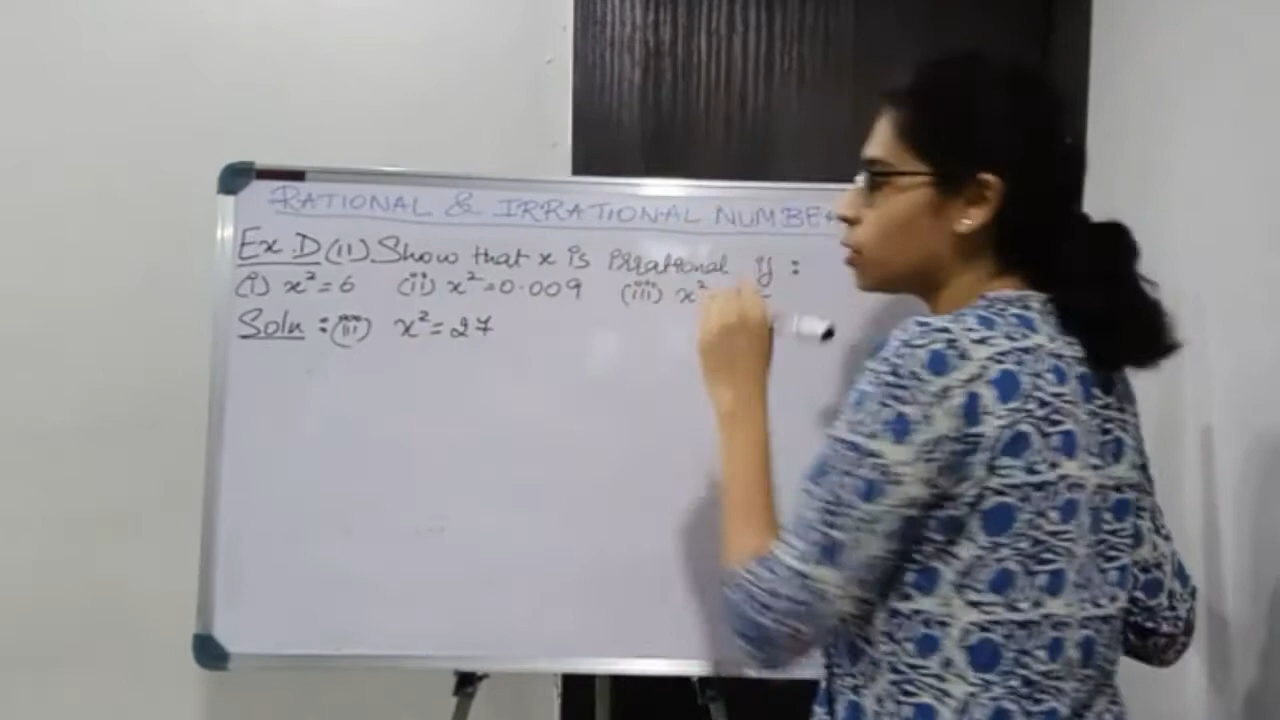 RATIONAL & IRRATIONAL NUMBE
Ex.D (11). Show that x is irrational if :
(i) x²=6 (ii) x²=0.009 (iii) x²
Soln :- (iii) x² = 27